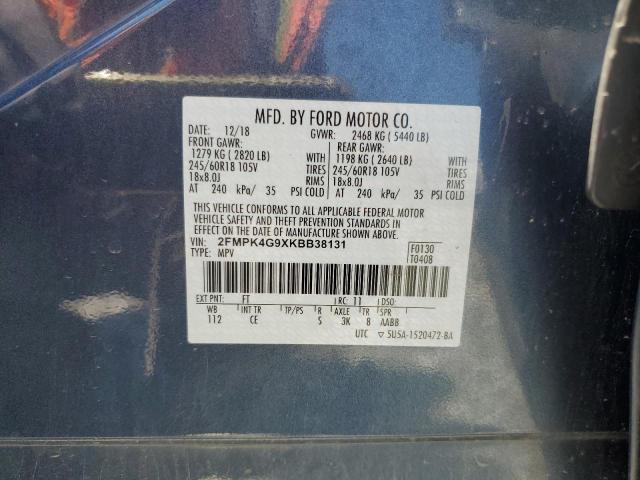 MFD. BY FORD MOTOR CO.
DATE: 12/18 GVWR: 2468 KG ( 5440 LB)
FRONT GAWR: REAR GAWR:
1279 KG ( 2820 LB) WITH 1198 KG ( 2640 LB) WITH
245/60R18 105V TIRES 245/60R18 105V TIRES
18x8.0J RIMS 18x8.0J RIMS
AT 240 kPa/ 35 PSI COLD AT 240 kPa/ 35 PSI COLD
THIS VEHICLE CONFORMS TO ALL APPLICABLE FEDERAL MOTOR
VEHICLE SAFETY AND THEFT PREVENTION STANDARDS IN
EFFECT ON THE DATE OF MANUFACTURE SHOWN ABOVE.
VIN: 2FMPK4G9XKBB38131 F0130
TYPE: MPV T0408
EXT PNT: FT RC: 11 DSO:
WB INT TR TP/PS R AXLE TR SPR
112 CE S 3K 8 AABB
UTC ▽ 5U5A-1520472-BA